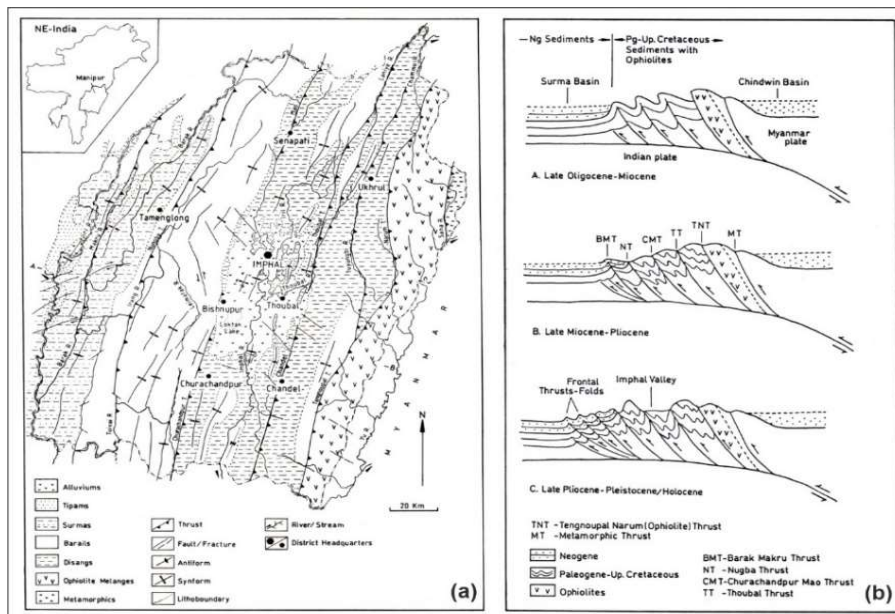 NE-India
Manipur
Senapati
Ukhrul
Tamenglong
IMPHAL
Thoubal
Bishnupur
Loktak
Lake
Churachandpur
Chandel
MYANMAR
N
20 Km
Alluviums
Tipams
Surmas
Barails
Disangs
Ophiolite Melanges
Metamorphics
Thrust
Fault/Fracture
Antiform
Synform
Lithoboundary
River/Stream
District Headquarters
(a)
Ng Sediments
Pg-Up. Cretaceous
Sediments with
Ophiolites
Surma Basin
Chindwin Basin
Myanmar
plate
Indian plate
A. Late Oligocene-Miocene
BMT NT CMT TT TNT MT
B. Late Miocene-Pliocene
Frontal
Thrusts-Folds
Imphal Valley
C. Late Pliocene-Pleistocene/Holocene
TNT -Tengnoupal Narum(Ophiolite) Thrust
MT -Metamorphic Thrust
Neogene
Paleogene-Up. Cretaceous
Ophiolites
BMT-Barak Makru Thrust
NT -Nugba Thrust
CMT-Churachandpur Mao Thrust
TT -Thoubal Thrust
(b)